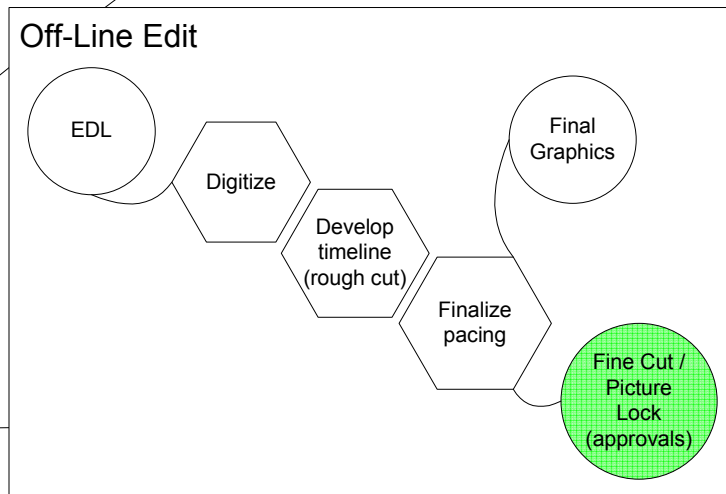 Off-Line Edit
EDL
Digitize
Develop
timeline
(rough cut)
Finalize
pacing
Final
Graphics
Fine Cut /
Picture
Lock
(approvals)